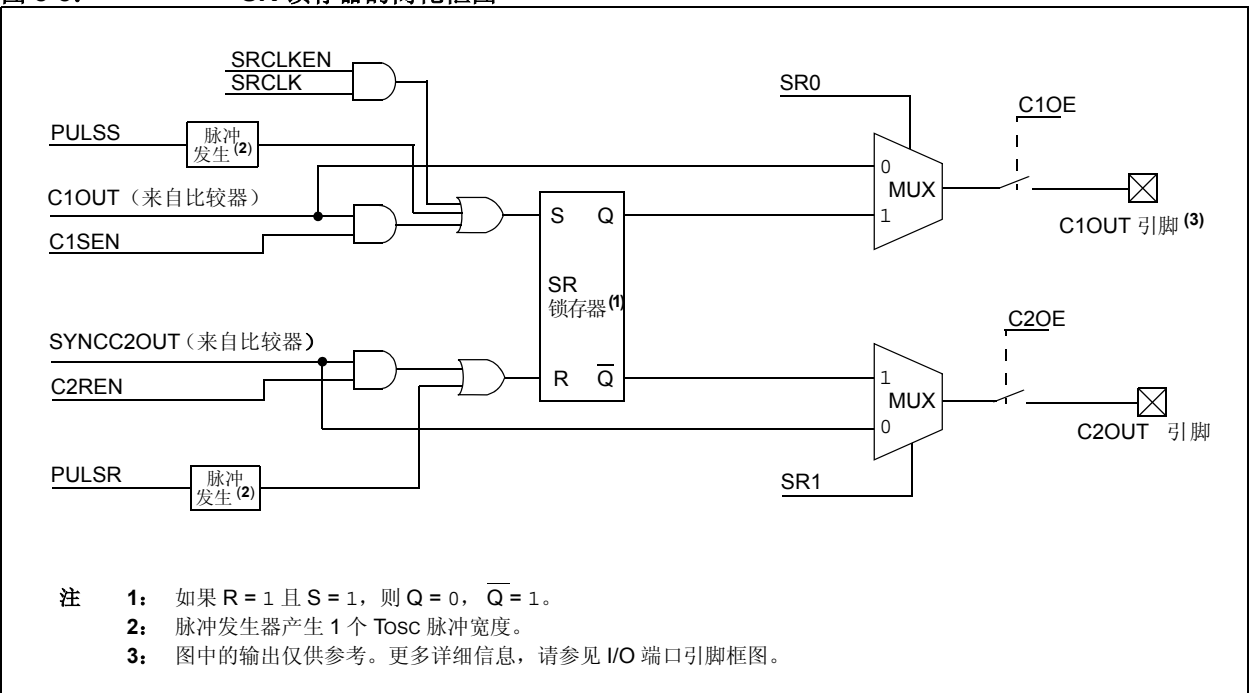 SRCLKEN
SRCLK
SR0
C1OE
PULSS
脉冲
发生(2)
0
MUX
1
C1OUT（来自比较器）
C1SEN
S Q
C1OUT 引脚(3)
SR
锁存器(1)
SYNCC2OUT（来自比较器）
C2OE
C2REN
R Q̅
1
MUX
0
C2OUT 引脚
PULSR
脉冲
发生(2)
SR1
注 1： 如果 R = 1 且 S = 1，则 Q = 0， Q̅ = 1。
2： 脉冲发生器产生 1 个 TOSC 脉冲宽度。
3： 图中的输出仅供参考。更多详细信息，请参见 I/O 端口引脚框图。